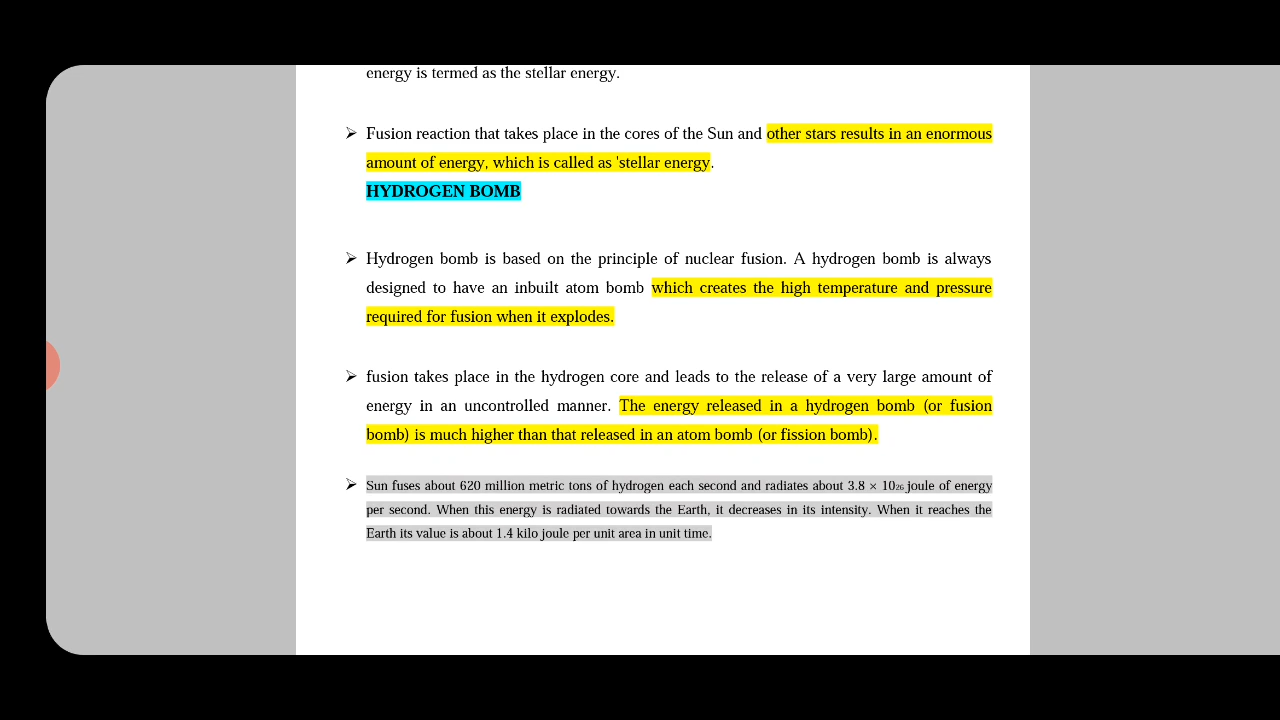 energy is termed as the stellar energy.
➢ Fusion reaction that takes place in the cores of the Sun and other stars results in an enormous
amount of energy, which is called as 'stellar energy.
HYDROGEN BOMB
➢ Hydrogen bomb is based on the principle of nuclear fusion. A hydrogen bomb is always
designed to have an inbuilt atom bomb which creates the high temperature and pressure
required for fusion when it explodes.
➢ fusion takes place in the hydrogen core and leads to the release of a very large amount of
energy in an uncontrolled manner. The energy released in a hydrogen bomb (or fusion
bomb) is much higher than that released in an atom bomb (or fission bomb).
➢ Sun fuses about 620 million metric tons of hydrogen each second and radiates about 3.8 × 10₂₆ joule of energy
per second. When this energy is radiated towards the Earth, it decreases in its intensity. When it reaches the
Earth its value is about 1.4 kilo joule per unit area in unit time.